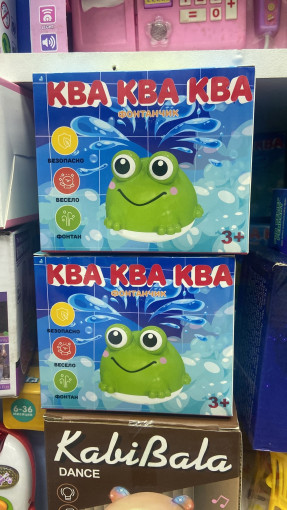 КВА КВА КВА
ФОНТАНЧИК
БЕЗОПАСНО
ВЕСЕЛО
ФОНТАН
3+
КВА КВА КВА
ФОНТАНЧИК
БЕЗОПАСНО
ВЕСЕЛО
ФОНТАН
3+
6-36
KabiBala
DANCE